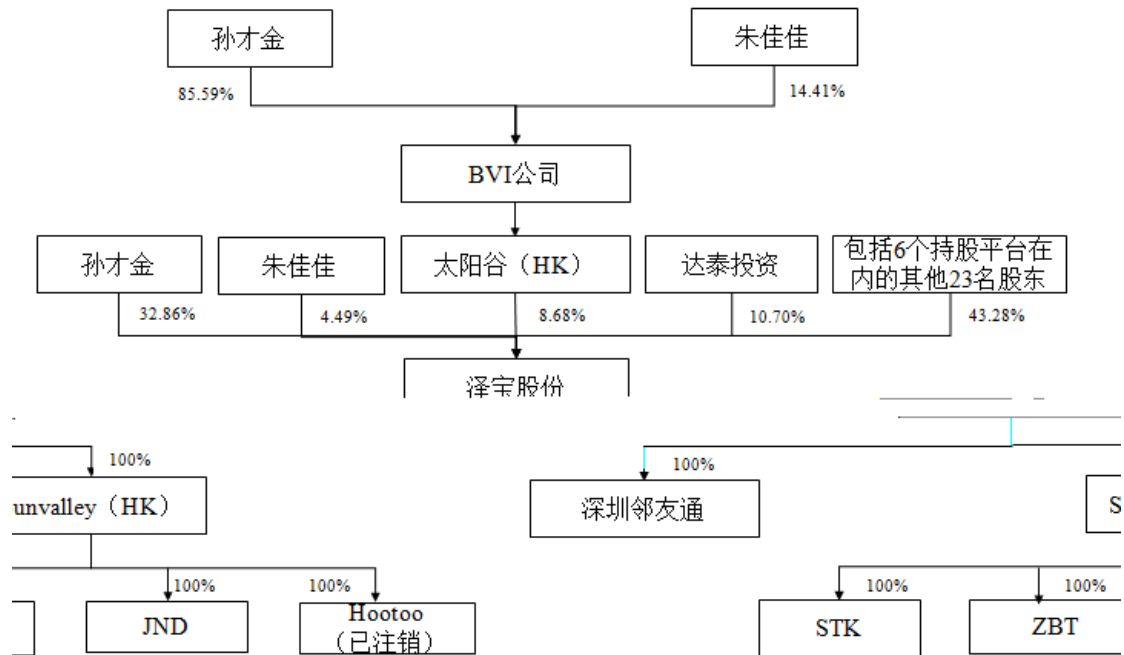 孙才金
朱佳佳
85.59%
14.41%
BVI公司
孙才金
朱佳佳
太阳谷（HK）
达泰投资
包括6个持股平台在
内的其他23名股东
32.86%
4.49%
8.68%
10.70%
43.28%
泽宝股份
100%
100%
unvalley（HK）
深圳邻友通
S
100%
100%
100%
100%
JND
Hootoo
（已注销）
STK
ZBT